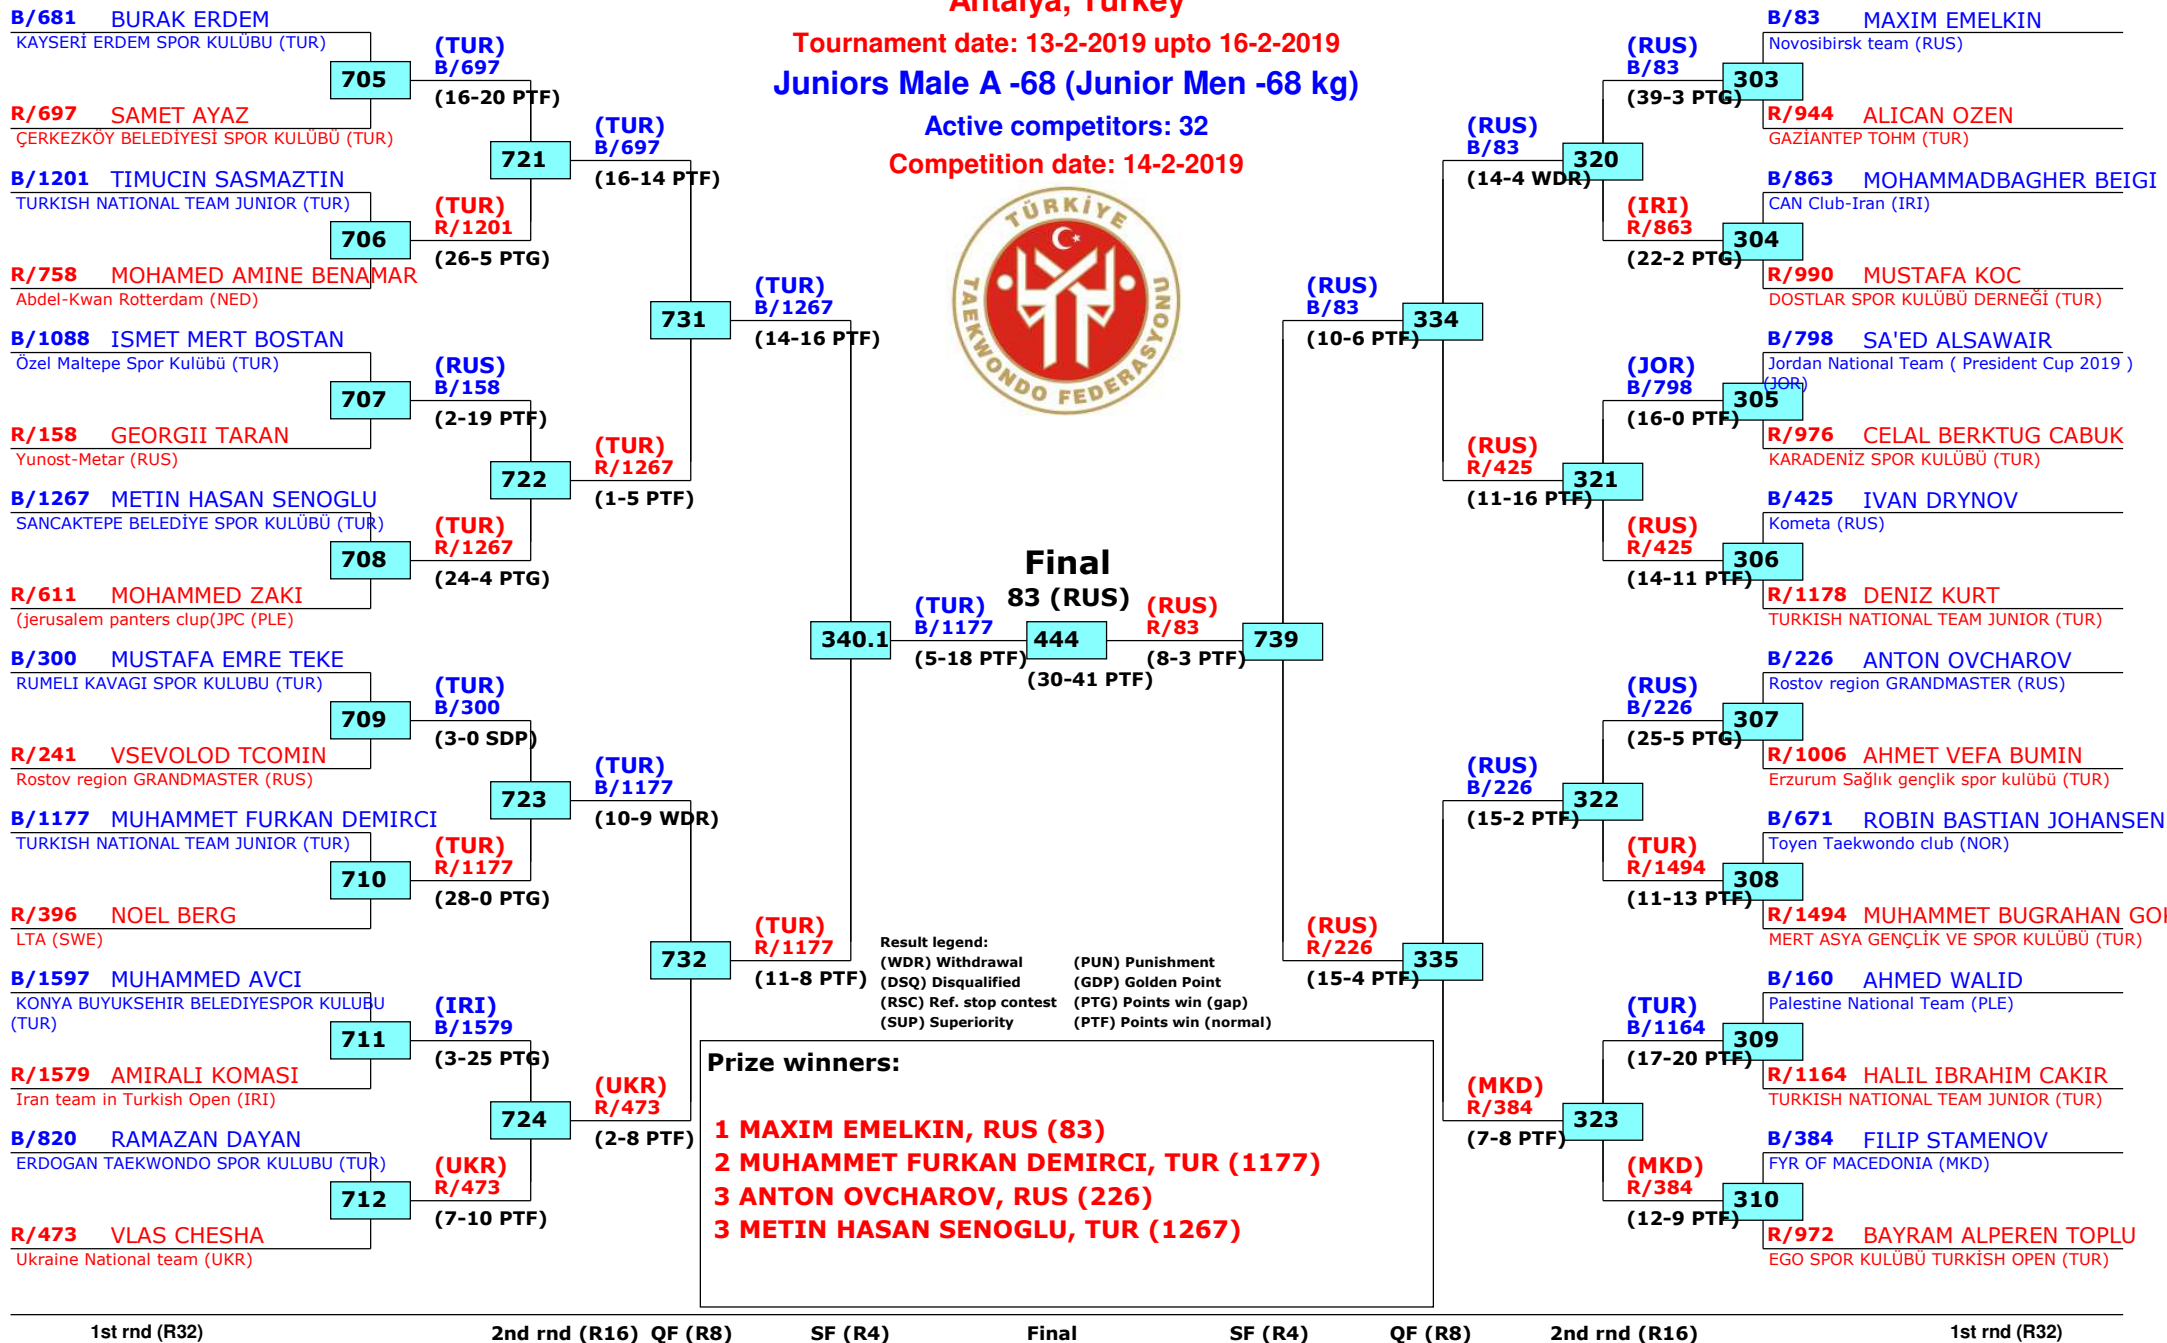 Antalya, Turkey
Tournament date: 13-2-2019 upto 16-2-2019
Juniors Male A -68 (Junior Men -68 kg)
Active competitors: 32
Competition date: 14-2-2019
TÜRKİYE
TAEKWONDO FEDERASYONU
B/681 BURAK ERDEM
KAYSERİ ERDEM SPOR KULÜBU (TUR)
705
R/697 SAMET AYAZ
ÇERKEZKÖY BELEDİYESİ SPOR KULÜBÜ (TUR)
B/1201 TIMUCIN SASMAZTIN
TURKISH NATIONAL TEAM JUNIOR (TUR)
706
R/758 MOHAMED AMINE BENAMAR
Abdel-Kwan Rotterdam (NED)
B/1088 ISMET MERT BOSTAN
Özel Maltepe Spor Kulübü (TUR)
707
R/158 GEORGII TARAN
Yunost-Metar (RUS)
B/1267 METIN HASAN SENOGLU
SANCAKTEPE BELEDİYE SPOR KULÜBÜ (TUR)
708
R/611 MOHAMMED ZAKI
(jerusalem panters clup(JPC (PLE)
B/300 MUSTAFA EMRE TEKE
RUMELI KAVAGI SPOR KULUBU (TUR)
709
R/241 VSEVOLOD TCOMIN
Rostov region GRANDMASTER (RUS)
B/1177 MUHAMMET FURKAN DEMIRCI
TURKISH NATIONAL TEAM JUNIOR (TUR)
710
R/396 NOEL BERG
LTA (SWE)
B/1597 MUHAMMED AVCI
KONYA BUYUKSEHIR BELEDIYESPOR KULUBU
(TUR)
711
R/1579 AMIRALI KOMASI
Iran team in Turkish Open (IRI)
B/820 RAMAZAN DAYAN
ERDOGAN TAEKWONDO SPOR KULUBU (TUR)
712
R/473 VLAS CHESHA
Ukraine National team (UKR)
(TUR)
B/697
(16-20 PTF)
721
(TUR)
R/1201
(26-5 PTG)
(RUS)
B/158
(2-19 PTF)
722
(TUR)
R/1267
(24-4 PTG)
(TUR)
B/300
(3-0 SDP)
723
(TUR)
R/1177
(28-0 PTG)
(IRI)
B/1579
(3-25 PTG)
724
(UKR)
R/473
(7-10 PTF)
(TUR)
B/697
(16-14 PTF)
731
(TUR)
R/1267
(1-5 PTF)
(TUR)
B/1177
(10-9 WDR)
732
(UKR)
R/473
(2-8 PTF)
(TUR)
B/1267
(14-16 PTF)
340.1
(TUR)
R/1177
(11-8 PTF)
(TUR)
B/1177
(5-18 PTF)
Final
83 (RUS)
444
(30-41 PTF)
(RUS)
R/83
(8-3 PTF)
739
(RUS)
B/83
(10-6 PTF)
334
(RUS)
R/226
(15-4 PTF)
335
(RUS)
B/83
(14-4 WDR)
320
(RUS)
R/425
(11-16 PTF)
321
(RUS)
B/226
(15-2 PTF)
322
(MKD)
R/384
(7-8 PTF)
323
(RUS)
B/83
(39-3 PTG)
303
(IRI)
R/863
(22-2 PTG)
304
(JOR)
B/798
(16-0 PTF)
305
(RUS)
R/425
(14-11 PTF)
306
(RUS)
B/226
(25-5 PTG)
307
(TUR)
R/1494
(11-13 PTF)
308
(TUR)
B/1164
(17-20 PTF)
309
(MKD)
R/384
(12-9 PTF)
310
B/83 MAXIM EMELKIN
Novosibirsk team (RUS)
R/944 ALICAN OZEN
GAZİANTEP TOHM (TUR)
B/863 MOHAMMADBAGHER BEIGI
CAN Club-Iran (IRI)
R/990 MUSTAFA KOC
DOSTLAR SPOR KULÜBÜ DERNEĞİ (TUR)
B/798 SA'ED ALSAWAIR
Jordan National Team ( President Cup 2019 )
(JOR)
R/976 CELAL BERKTUG CABUK
KARADENİZ SPOR KULÜBÜ (TUR)
B/425 IVAN DRYNOV
Kometa (RUS)
R/1178 DENIZ KURT
TURKISH NATIONAL TEAM JUNIOR (TUR)
B/226 ANTON OVCHAROV
Rostov region GRANDMASTER (RUS)
R/1006 AHMET VEFA BUMIN
Erzurum Sağlık gençlik spor kulübü (TUR)
B/671 ROBIN BASTIAN JOHANSEN
Toyen Taekwondo club (NOR)
R/1494 MUHAMMET BUGRAHAN
MERT ASYA GENÇLİK VE SPOR KULÜBÜ (TUR)
B/160 AHMED WALID
Palestine National Team (PLE)
R/1164 HALIL IBRAHIM CAKIR
TURKISH NATIONAL TEAM JUNIOR (TUR)
B/384 FILIP STAMENOV
FYR OF MACEDONIA (MKD)
R/972 BAYRAM ALPEREN TOPLU
EGO SPOR KULÜBÜ TURKİSH OPEN (TUR)
Result legend:
(WDR) Withdrawal (PUN) Punishment
(DSQ) Disqualified (GDP) Golden Point
(RSC) Ref. stop contest (PTG) Points win (gap)
(SUP) Superiority (PTF) Points win (normal)
Prize winners:
1 MAXIM EMELKIN, RUS (83)
2 MUHAMMET FURKAN DEMIRCI, TUR (1177)
3 ANTON OVCHAROV, RUS (226)
3 METIN HASAN SENOGLU, TUR (1267)
1st rnd (R32) 2nd rnd (R16) QF (R8) SF (R4) Final SF (R4) QF (R8) 2nd rnd (R16) 1st rnd (R32)